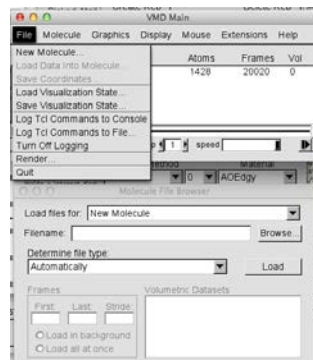 VMD Main
File Molecule Graphics Display Mouse Extensions Help
New Molecule...
Load Data Into Molecule...
Save Coordinates...
Load Visualization State...
Save Visualization State...
Log Tcl Commands to Console
Log Tcl Commands to File...
Turn Off Logging
Render...
Quit
Atoms Frames Vol
1428 20020 0
1 speed
Material
0 AOEdgy
Molecule File Browser
Load files for: New Molecule
Filename: Browse...
Determine file type:
Automatically Load
Frames Volumetric Datasets
First: Last: Stride:
Load in background
Load all at once